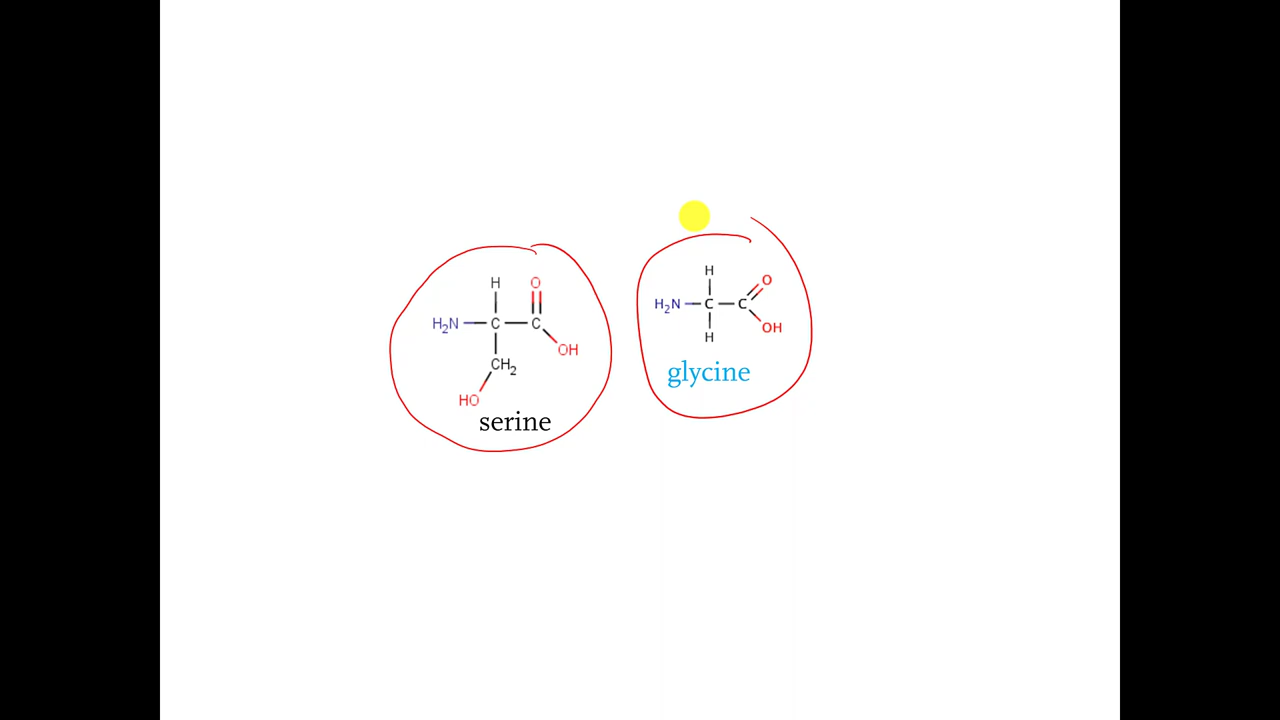 H O
H₂N C C
OH
CH₂
HO
serine
H O
H₂N C C
OH
H
glycine